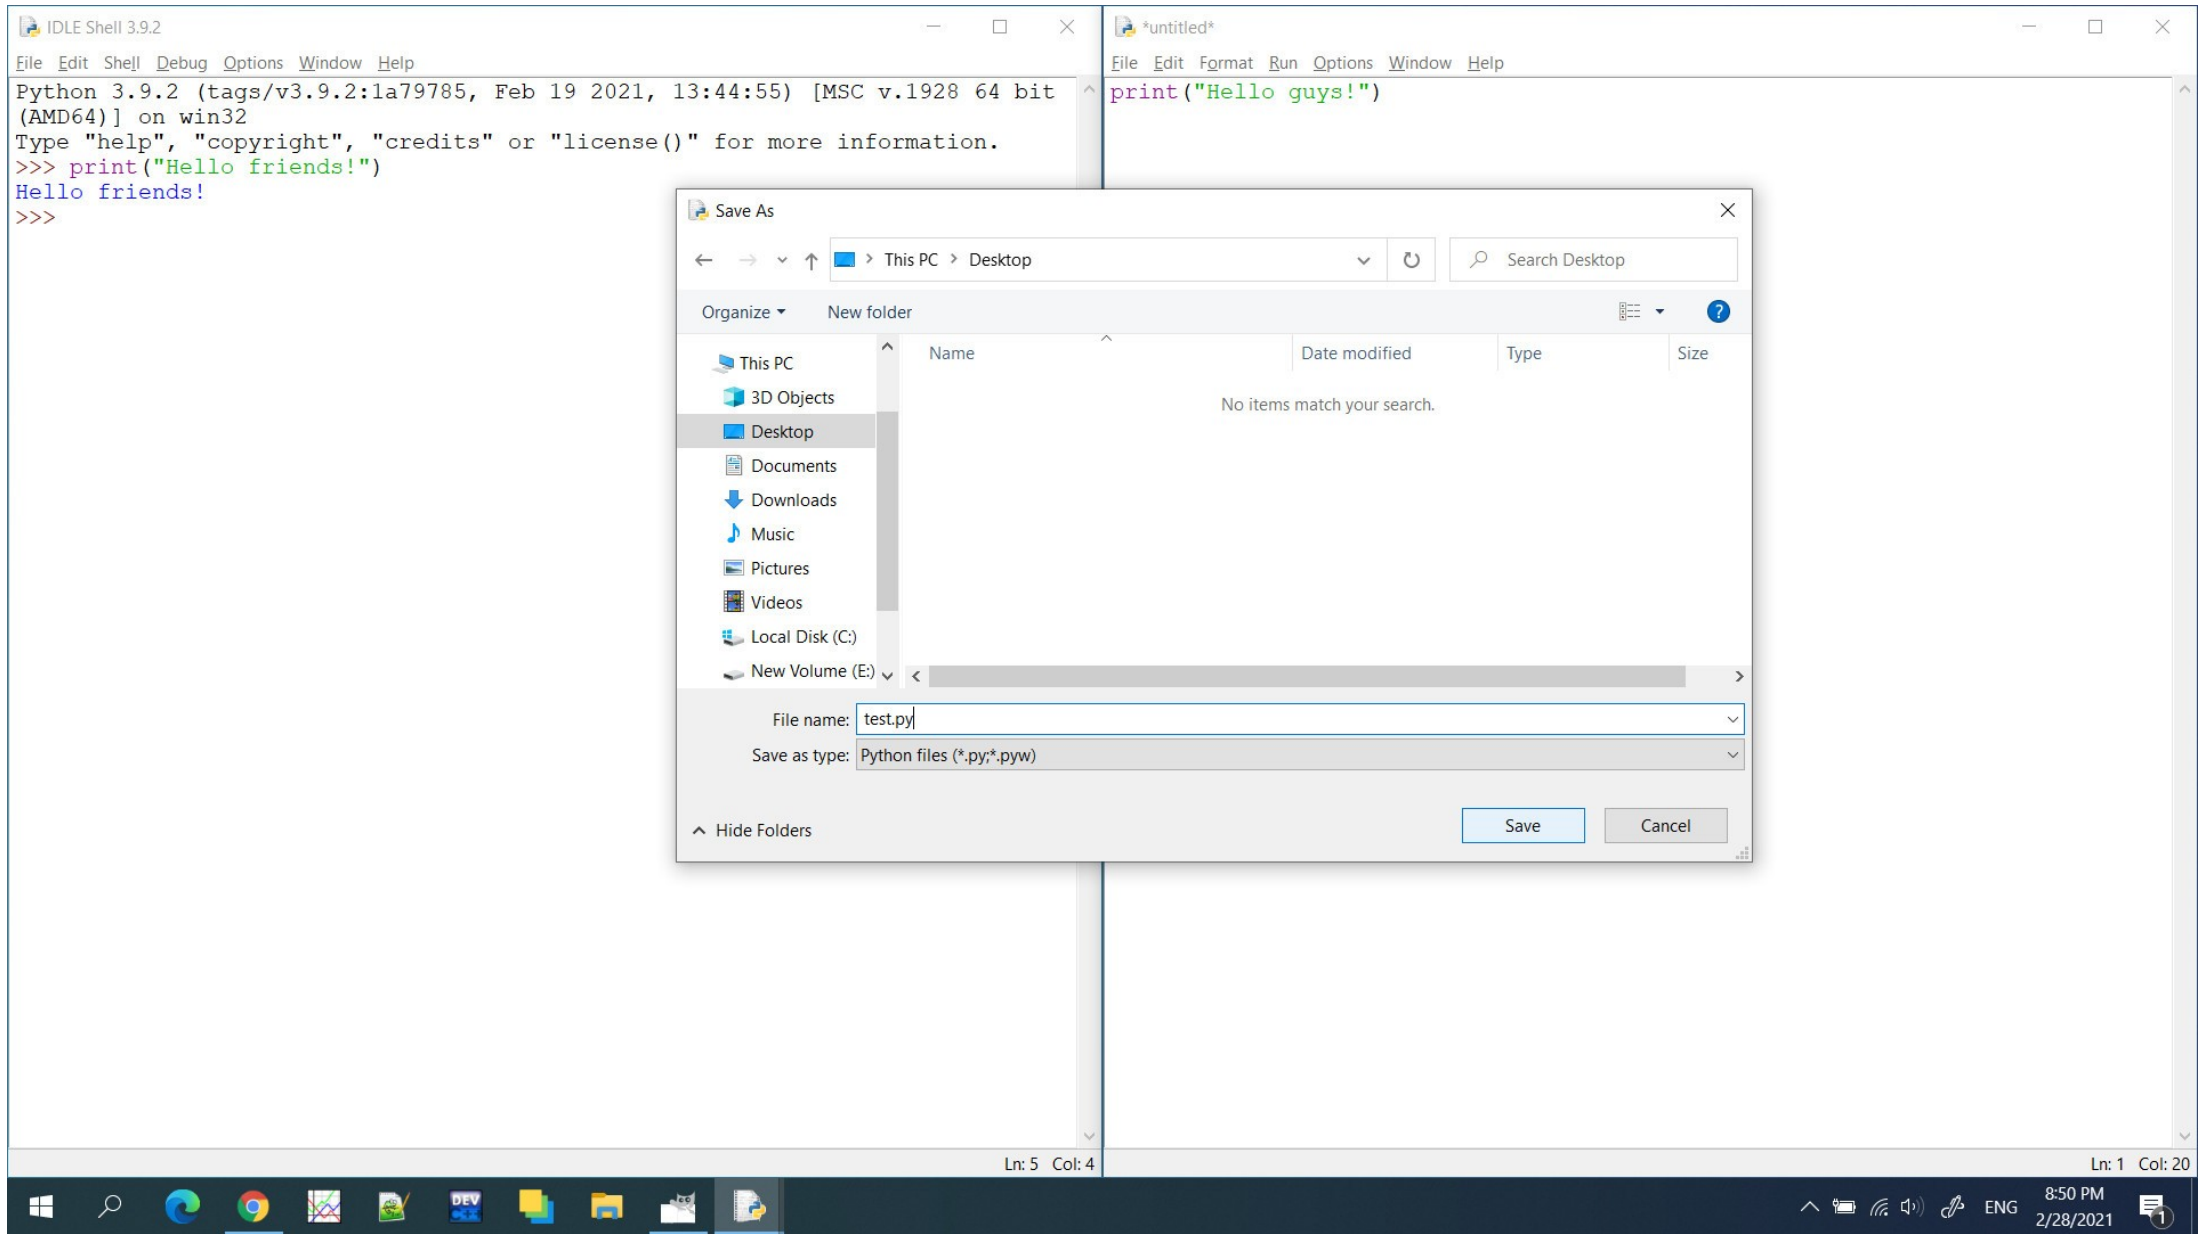 IDLE Shell 3.9.2
File Edit Shell Debug Options Window Help
Python 3.9.2 (tags/v3.9.2:1a79785, Feb 19 2021, 13:44:55) [MSC v.1928 64 bit
(AMD64)] on win32
Type "help", "copyright", "credits" or "license()" for more information.
>>> print("Hello friends!")
Hello friends!
>>>
Ln: 5 Col: 4
*untitled*
File Edit Format Run Options Window Help
print("Hello guys!")
Ln: 1 Col: 20
Save As
This PC > Desktop
Search Desktop
Organize
New folder
?
This PC
3D Objects
Desktop
Documents
Downloads
Music
Pictures
Videos
Local Disk (C:)
New Volume (E:)
Name Date modified Type Size
No items match your search.
File name: test.py
Save as type: Python files (*.py;*.pyw)
Hide Folders
Save
Cancel
DEV
C++
ENG
8:50 PM
2/28/2021
1